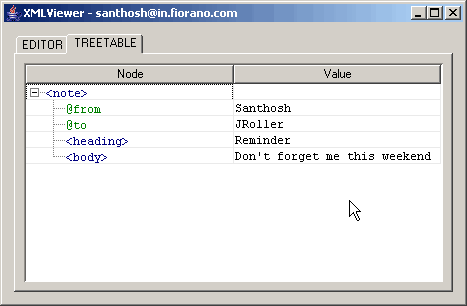 XMLViewer - santhosh@in.fiorano.com
EDITOR TREETABLE
Node Value
<note>
@from Santhosh
@to JRoller
<heading> Reminder
<body> Don't forget me this weekend